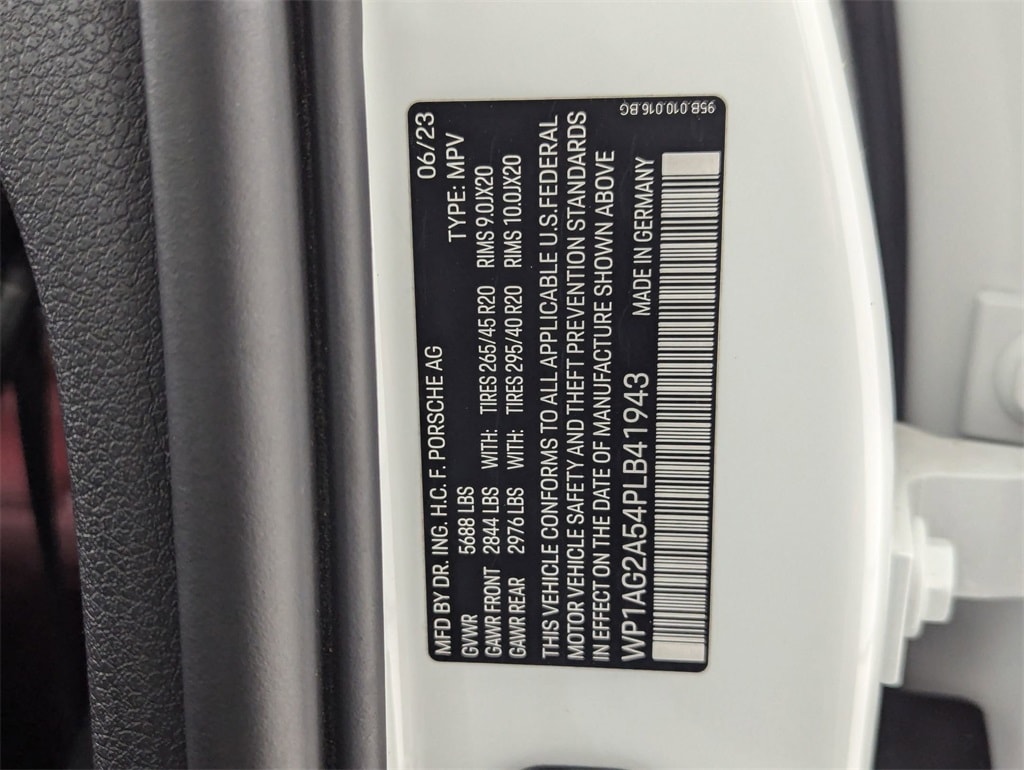 MFD BY DR. ING. H.C. F. PORSCHE AG 06/23
GVWR 5688 LBS TYPE: MPV
GAWR FRONT 2844 LBS WITH: TIRES 265/45 R20 RIMS 9.0JX20
GAWR REAR 2976 LBS WITH: TIRES 295/40 R20 RIMS 10.0JX20
THIS VEHICLE CONFORMS TO ALL APPLICABLE U.S. FEDERAL
MOTOR VEHICLE SAFETY AND THEFT PREVENTION STANDARDS
IN EFFECT ON THE DATE OF MANUFACTURE SHOWN ABOVE
WP1AG2A54PLB41943 MADE IN GERMANY
95B.010.016.BG